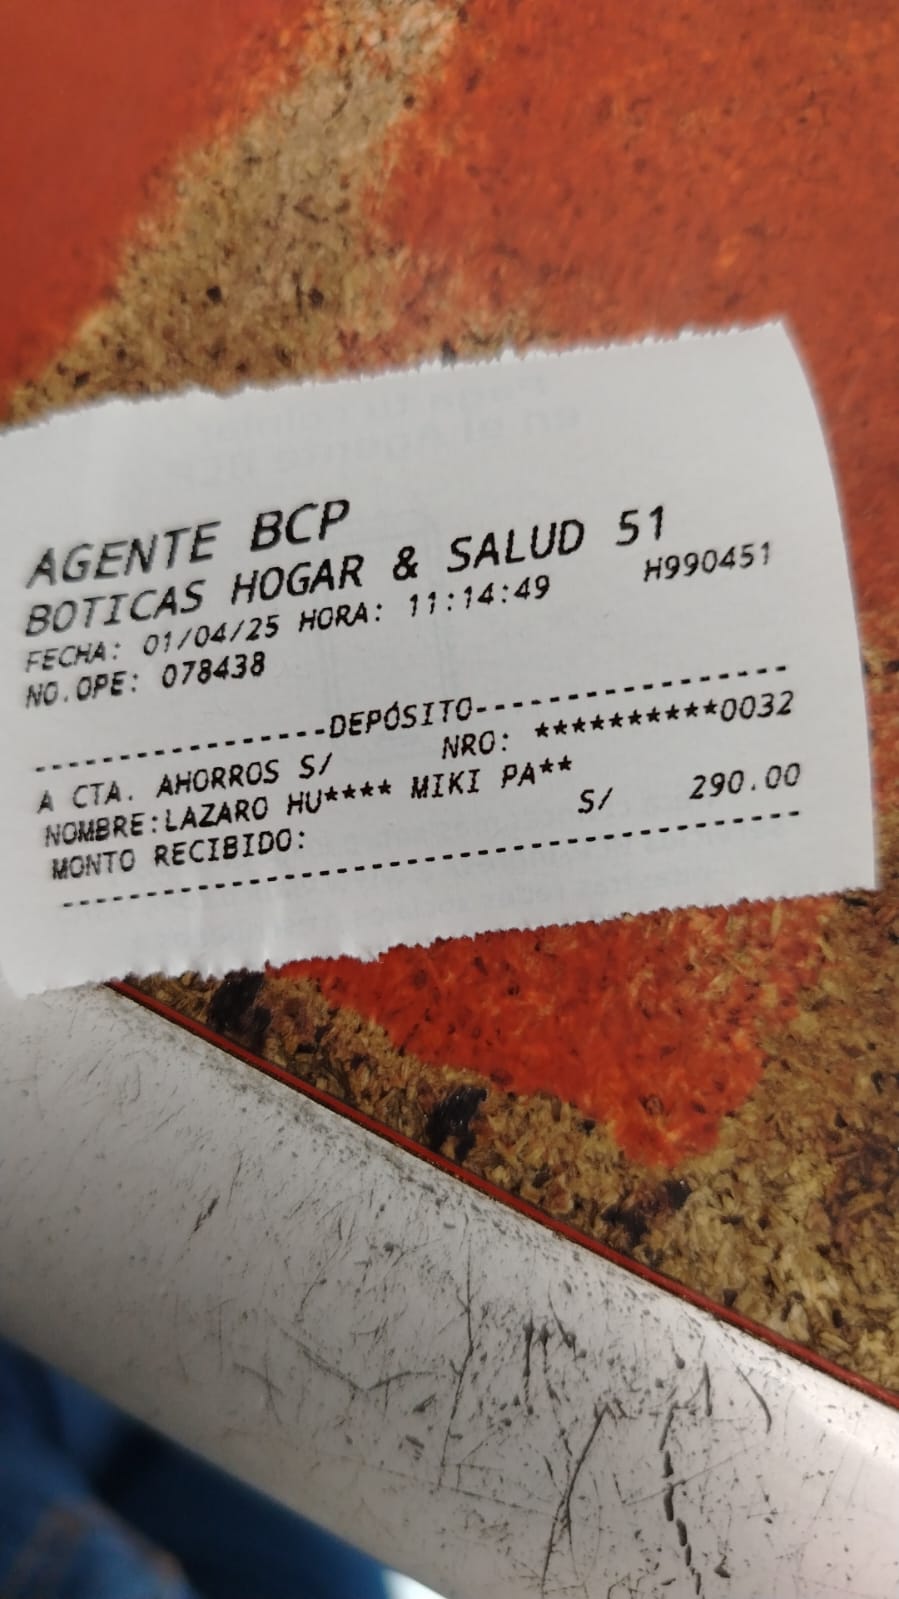 AGENTE BCP
BOTICAS HOGAR & SALUD 51
FECHA: 01/04/25 HORA: 11:14:49 H990451
NO.OPE: 078438
-----------------DEPÓSITO------------------
A CTA. AHORROS S/ NRO: **********0032
NOMBRE:LAZARO HU**** MIKI PA**
MONTO RECIBIDO: S/ 290.00
-------------------------------------------